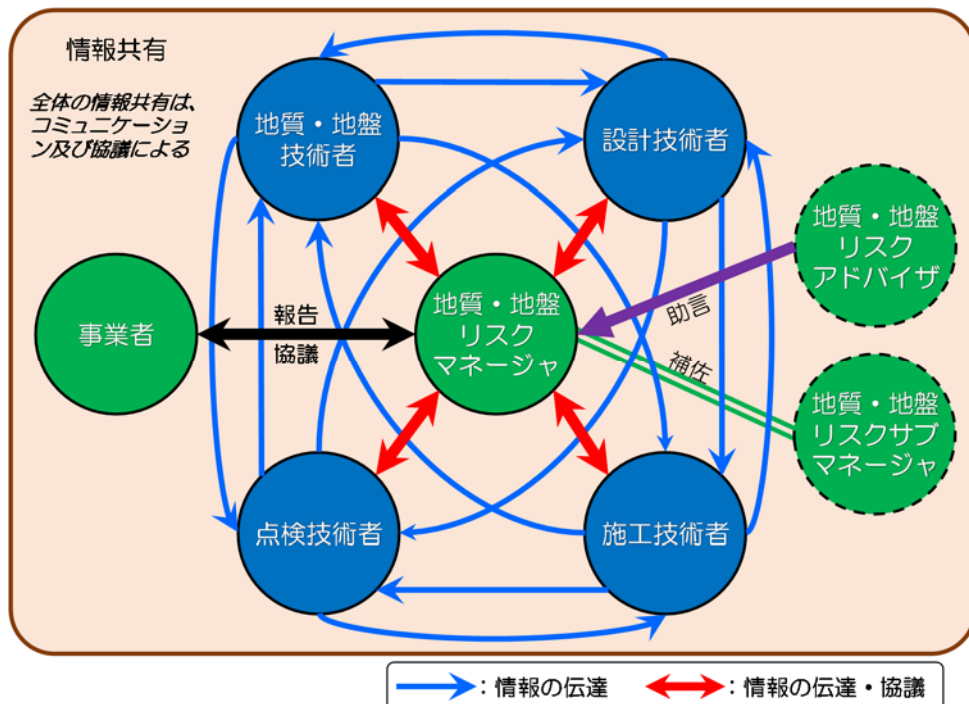 情報共有
全体の情報共有は、
コミュニケーショ
ン及び協議による
地質・地盤
技術者
設計技術者
地質・地盤
リスク
アドバイザ
事業者
報告
協議
地質・地盤
リスク
マネージャ
助言
補佐
地質・地盤
リスクサブ
マネージャ
点検技術者
施工技術者
：情報の伝達
：情報の伝達・協議